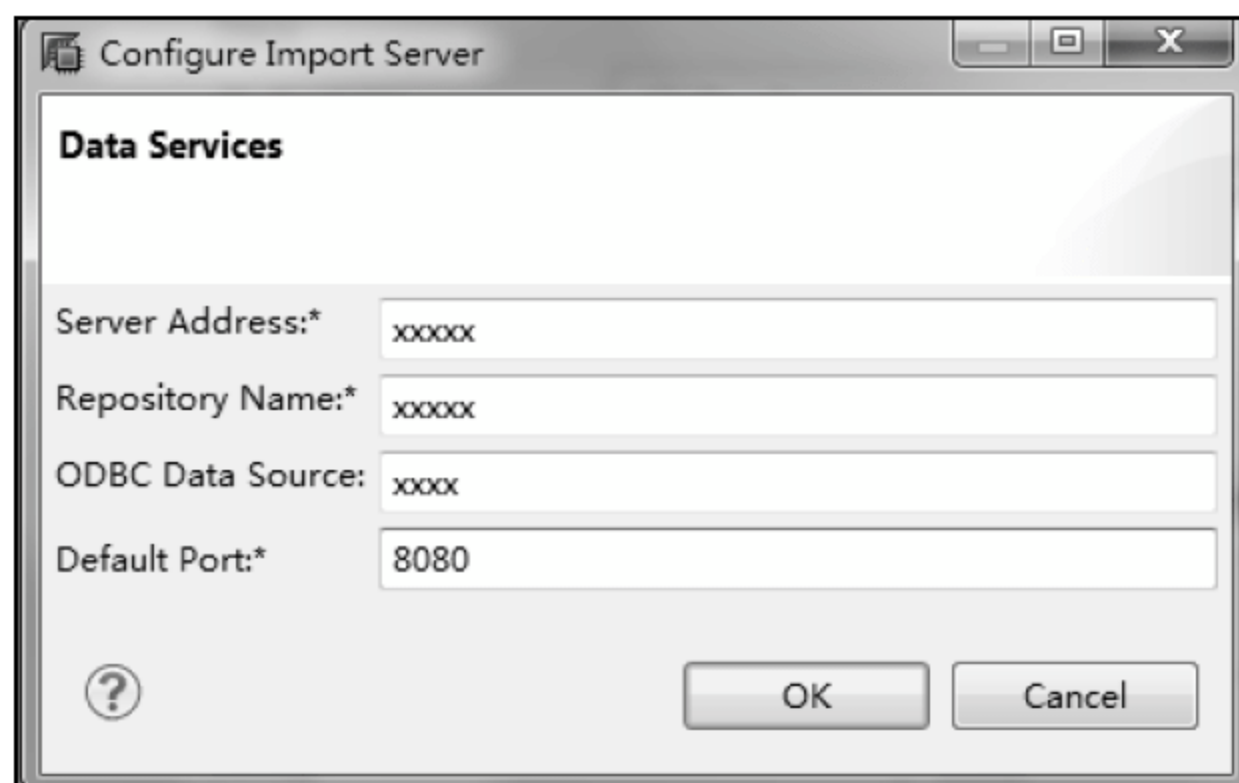 Configure Import Server
Data Services
Server Address:* xxxxx
Repository Name:* xxxxx
ODBC Data Source: xxxx
Default Port:* 8080
?
OK Cancel